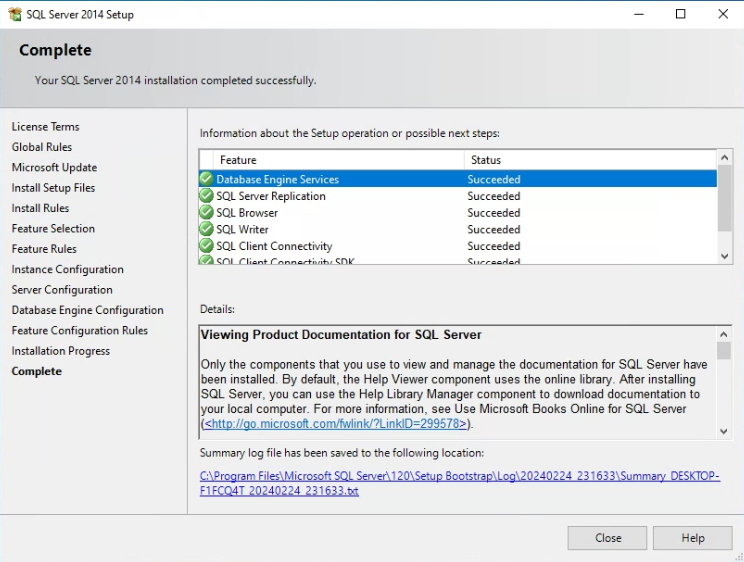 SQL Server 2014 Setup
Complete
Your SQL Server 2014 installation completed successfully.
License Terms
Global Rules
Microsoft Update
Install Setup Files
Install Rules
Feature Selection
Feature Rules
Instance Configuration
Server Configuration
Database Engine Configuration
Feature Configuration Rules
Installation Progress
Complete
Information about the Setup operation or possible next steps:
Feature Status
Database Engine Services Succeeded
SQL Server Replication Succeeded
SQL Browser Succeeded
SQL Writer Succeeded
SQL Client Connectivity Succeeded
SQL Client Connectivity SDK Succeeded
Details:
Viewing Product Documentation for SQL Server
Only the components that you use to view and manage the documentation for SQL Server have
been installed. By default, the Help Viewer component uses the online library. After installing
SQL Server, you can use the Help Library Manager component to download documentation to
your local computer. For more information, see Use Microsoft Books Online for SQL Server
(<http://go.microsoft.com/fwlink/?LinkID=299578>).
Summary log file has been saved to the following location:
C:\Program Files\Microsoft SQL Server\120\Setup Bootstrap\Log\20240224_231633\Summary_DESKTOP-
F1FCQ4T_20240224_231633.txt
Close Help